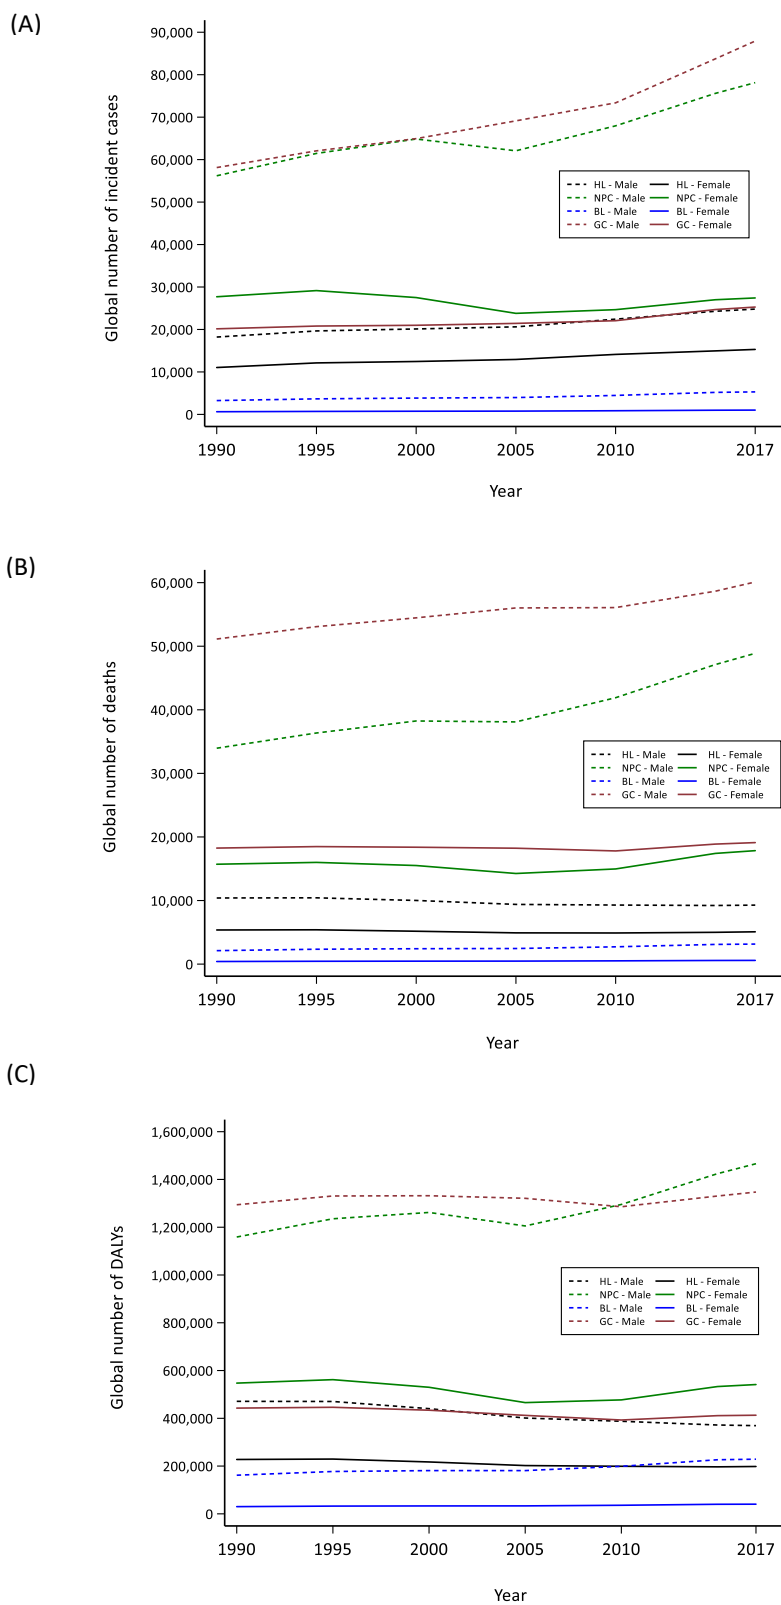 (A)
Global number of incident cases
90,000
80,000
70,000
60,000
50,000
40,000
30,000
20,000
10,000
0
HL - Male HL - Female
NPC - Male NPC - Female
BL - Male BL - Female
GC - Male GC - Female
1990 1995 2000 2005 2010 2017
Year
(B)
Global number of deaths
60,000
50,000
40,000
30,000
20,000
10,000
0
HL - Male HL - Female
NPC - Male NPC - Female
BL - Male BL - Female
GC - Male GC - Female
1990 1995 2000 2005 2010 2017
Year
(C)
Global number of DALYs
1,600,000
1,400,000
1,200,000
1,000,000
800,000
600,000
400,000
200,000
0
HL - Male HL - Female
NPC - Male NPC - Female
BL - Male BL - Female
GC - Male GC - Female
1990 1995 2000 2005 2010 2017
Year